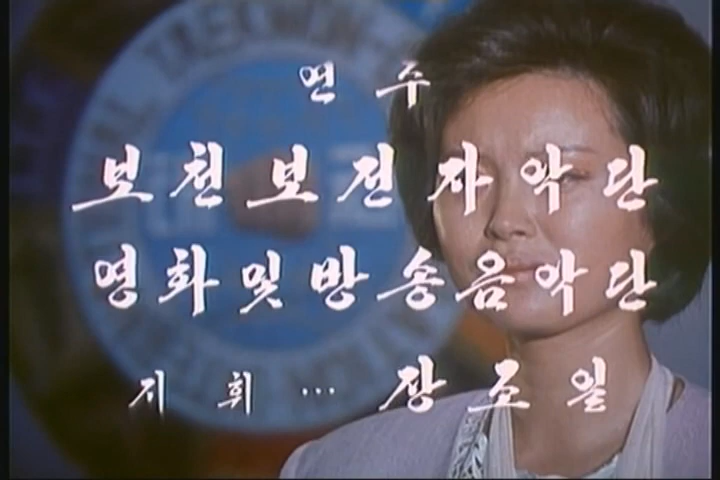 연주
보천보전자악단
영화및방송음악단
지휘… 장조일
태